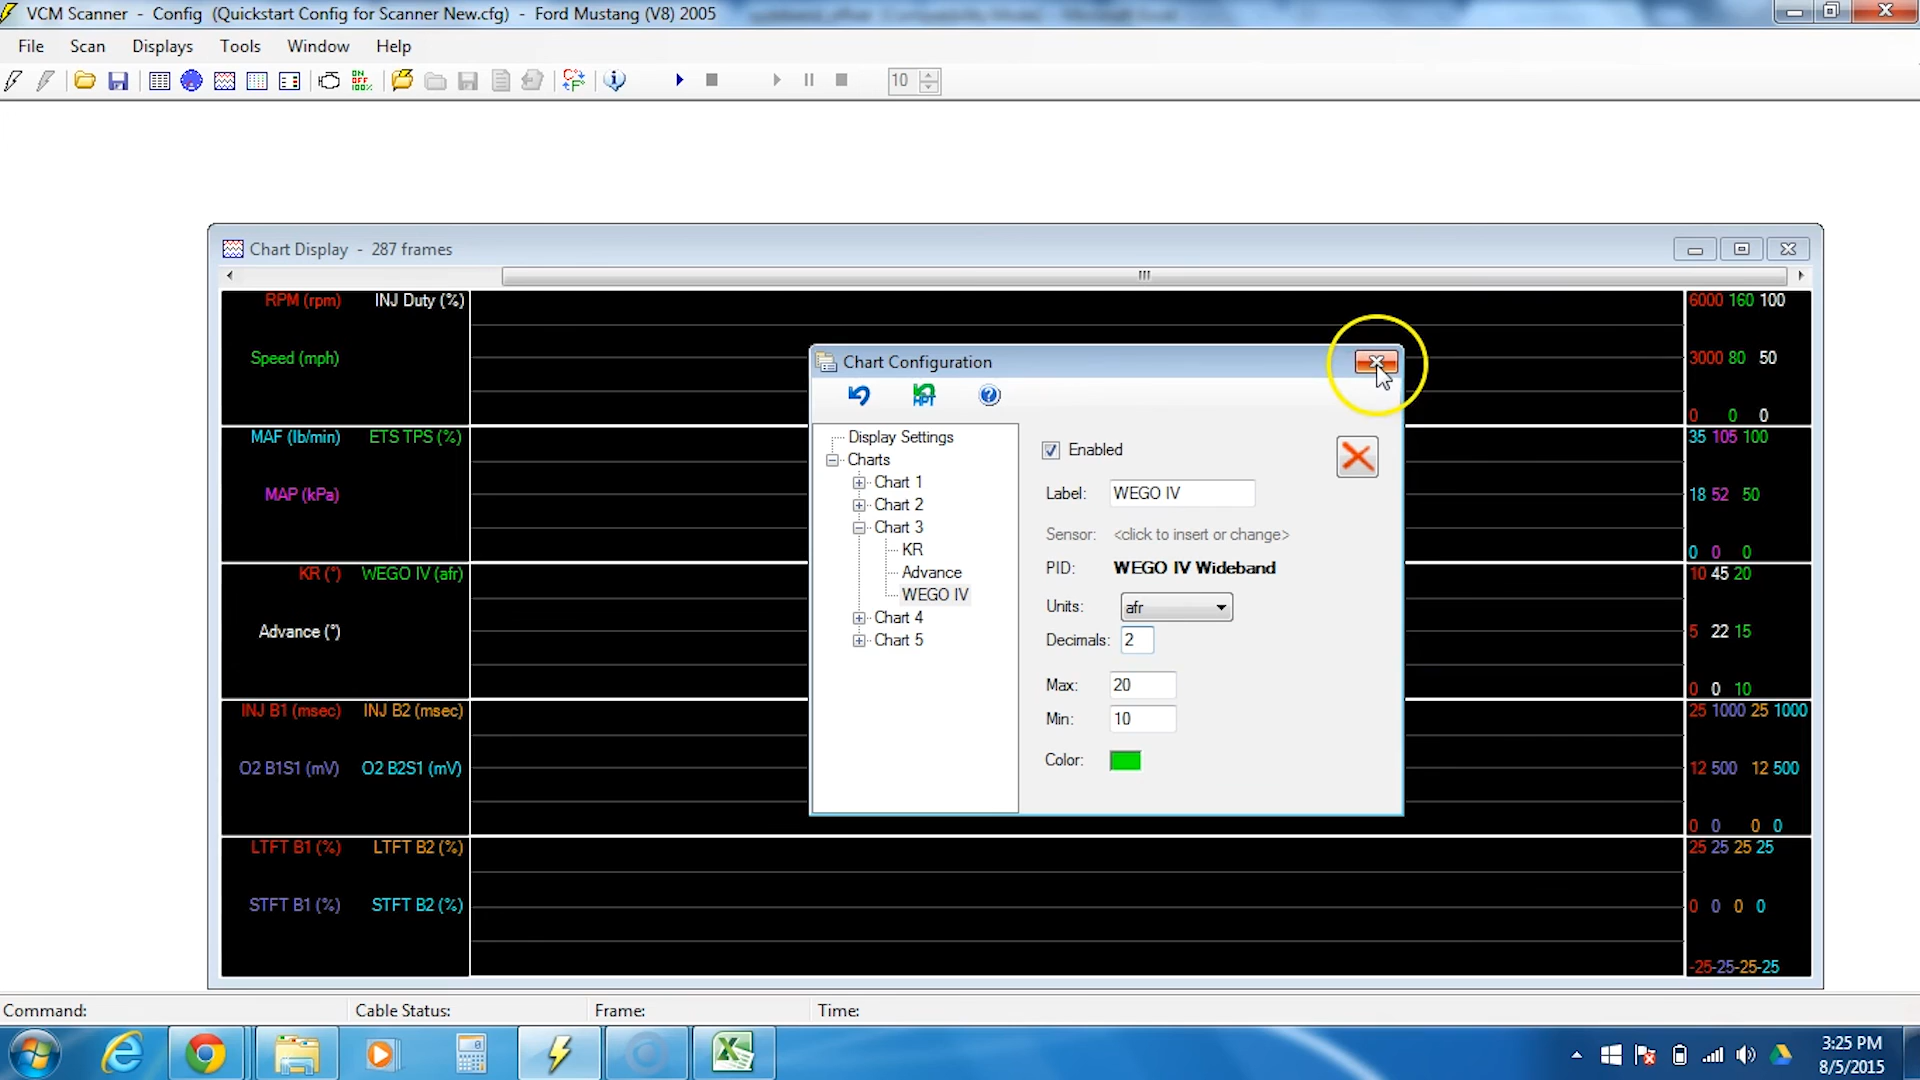 VCM Scanner - Config (Quickstart Config for Scanner New.cfg) - Ford Mustang (V8) 2005
File Scan Displays Tools Window Help
ON OFF 100% 10
Chart Display - 287 frames
RPM (rpm) INJ Duty (%) 6000 160 100
Speed (mph) 3000 80 50
0 0 0
MAF (lb/min) ETS TPS (%) 35 105 100
MAP (kPa) 18 52 50
0 0 0
KR (°) WEGO IV (afr) 10 45 20
Advance (°) 5 22 15
0 0 10
INJ B1 (msec) INJ B2 (msec) 25 1000 25 1000
O2 B1S1 (mV) O2 B2S1 (mV) 12 500 12 500
0 0 0 0
LTFT B1 (%) LTFT B2 (%) 25 25 25 25
STFT B1 (%) STFT B2 (%) 0 0 0 0
-25 -25 -25 -25
Chart Configuration
HPT
Display Settings
Charts
Chart 1
Chart 2
Chart 3
KR
Advance
WEGO IV
Chart 4
Chart 5
Enabled
Label: WEGO IV
Sensor: <click to insert or change>
PID: WEGO IV Wideband
Units: afr
Decimals: 2
Max: 20
Min: 10
Color:
Command: Cable Status: Frame: Time:
3:25 PM
8/5/2015